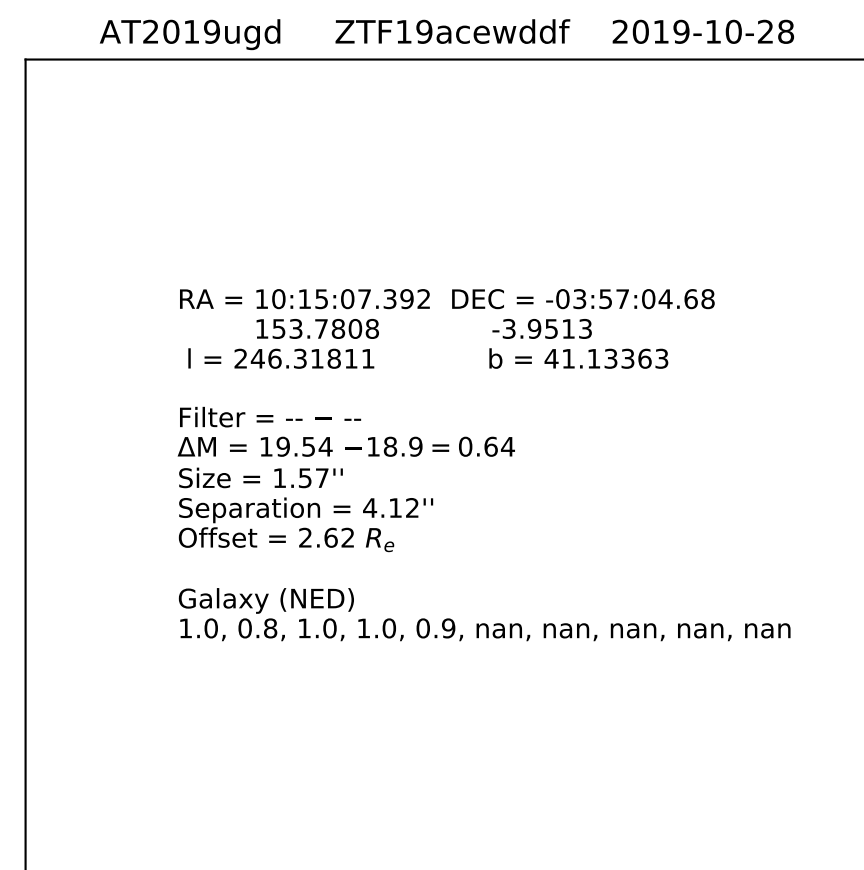 AT2019ugd ZTF19acewddf 2019-10-28
RA = 10:15:07.392 DEC = -03:57:04.68
153.7808 -3.9513
l = 246.31811 b = 41.13363
Filter = -- − --
ΔM = 19.54 −18.9 = 0.64
Size = 1.57''
Separation = 4.12''
Offset = 2.62 Rₑ
Galaxy (NED)
1.0, 0.8, 1.0, 1.0, 0.9, nan, nan, nan, nan, nan